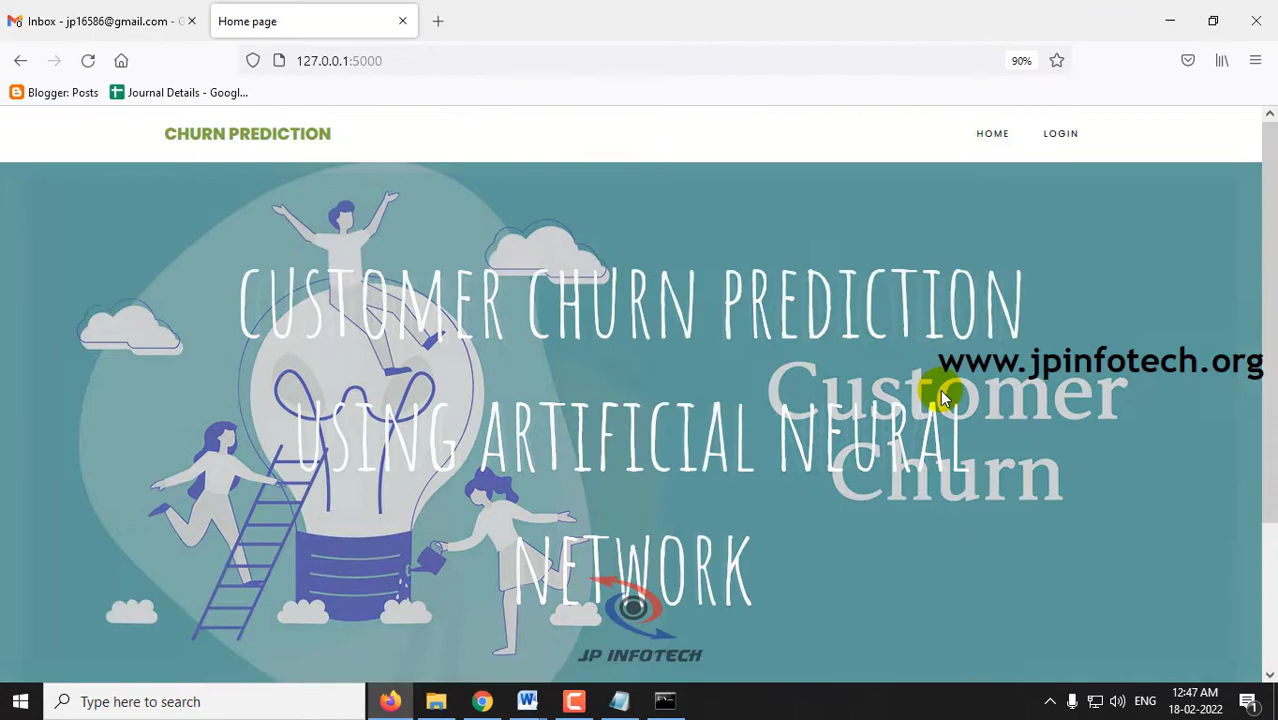 Inbox - jp16586@gmail.com - G
Home page
127.0.0.1:5000
90%
Blogger: Posts
Journal Details - Googl...
CHURN PREDICTION
HOME
LOGIN
CUSTOMER CHURN PREDICTION
USING ARTIFICIAL NEURAL
NETWORK
www.jpinfotech.org
Customer
Churn
JP INFOTECH
Type here to search
ENG
12:47 AM
18-02-2022
1